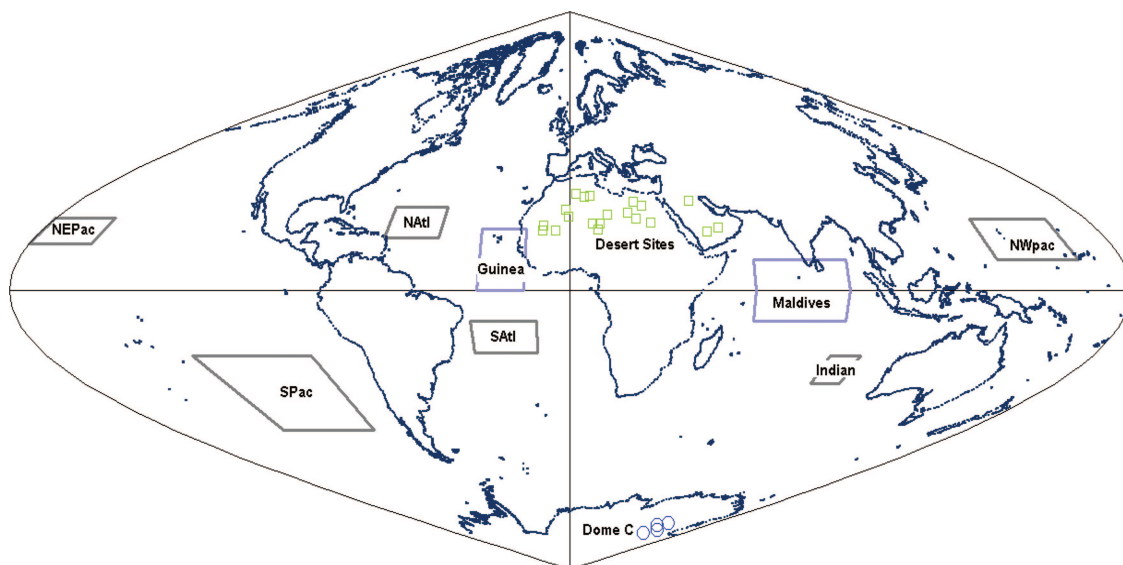 NEPac
NAtl
NWpac
Desert Sites
Guinea
Maldives
SAtl
Indian
SPac
Dome C